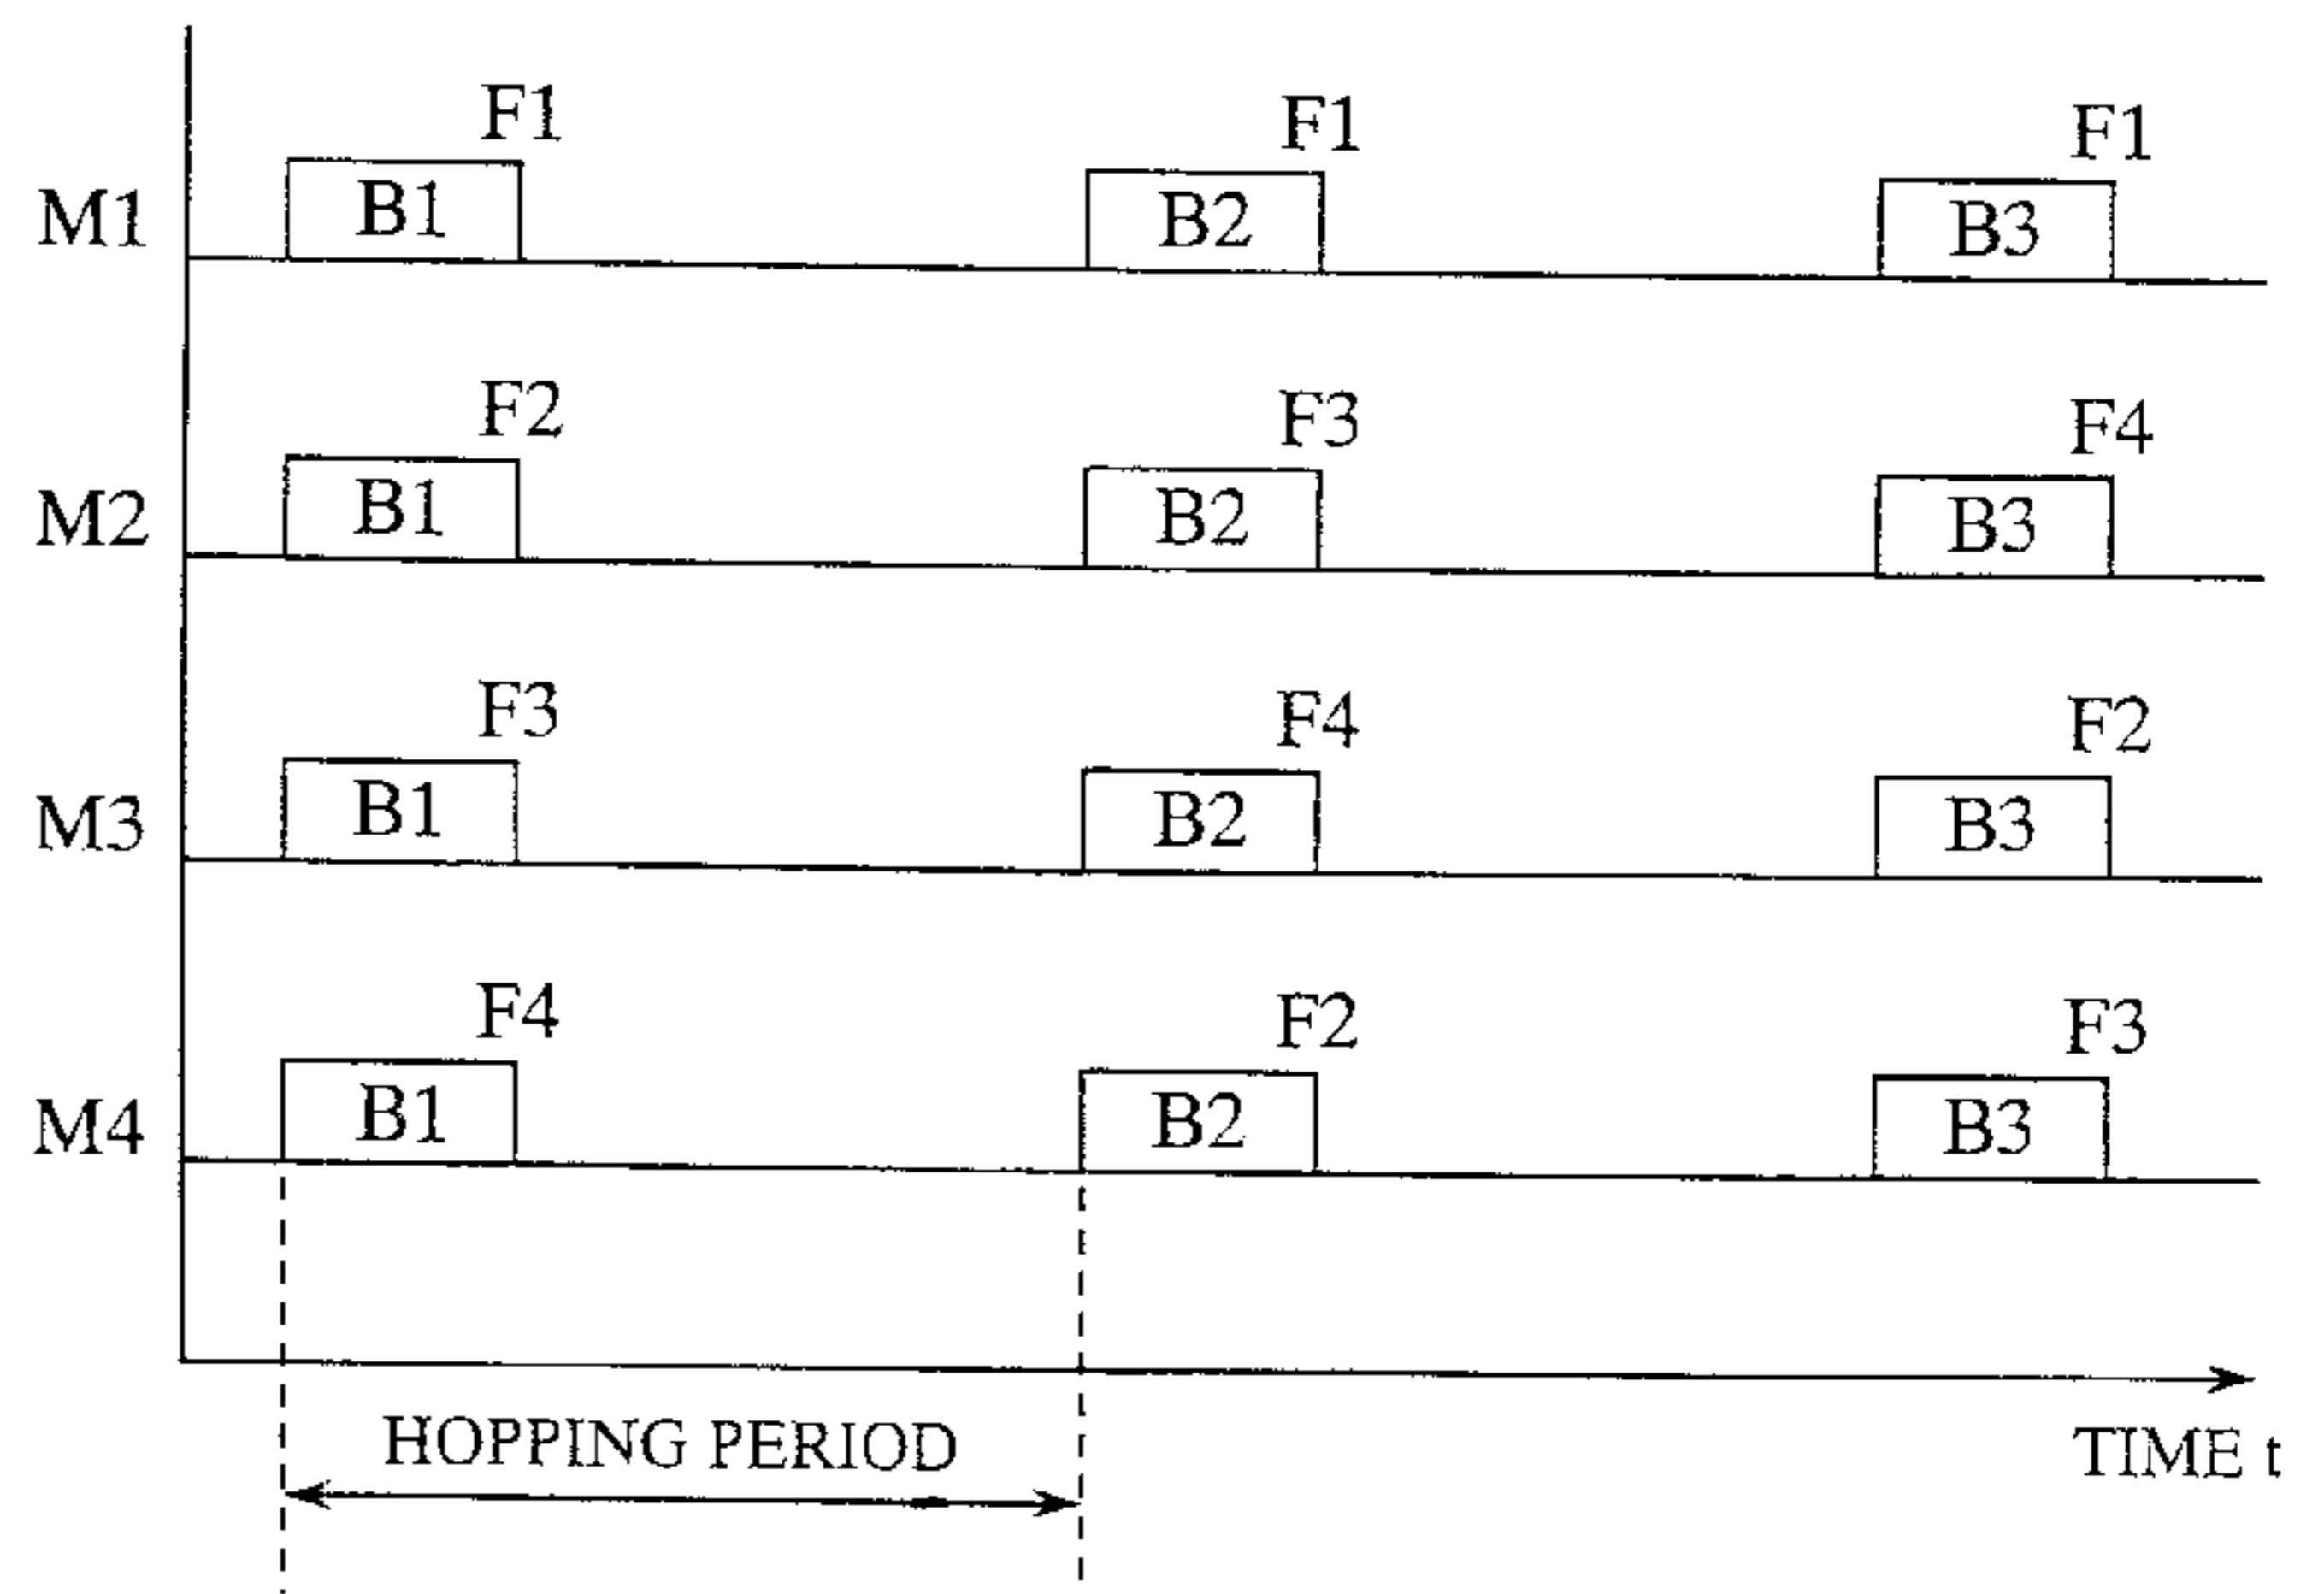 F1 F1 F1
M1 B1 B2 B3
F2 F3 F4
M2 B1 B2 B3
F3 F4 F2
M3 B1 B2 B3
F4 F2 F3
M4 B1 B2 B3
HOPPING PERIOD TIME t